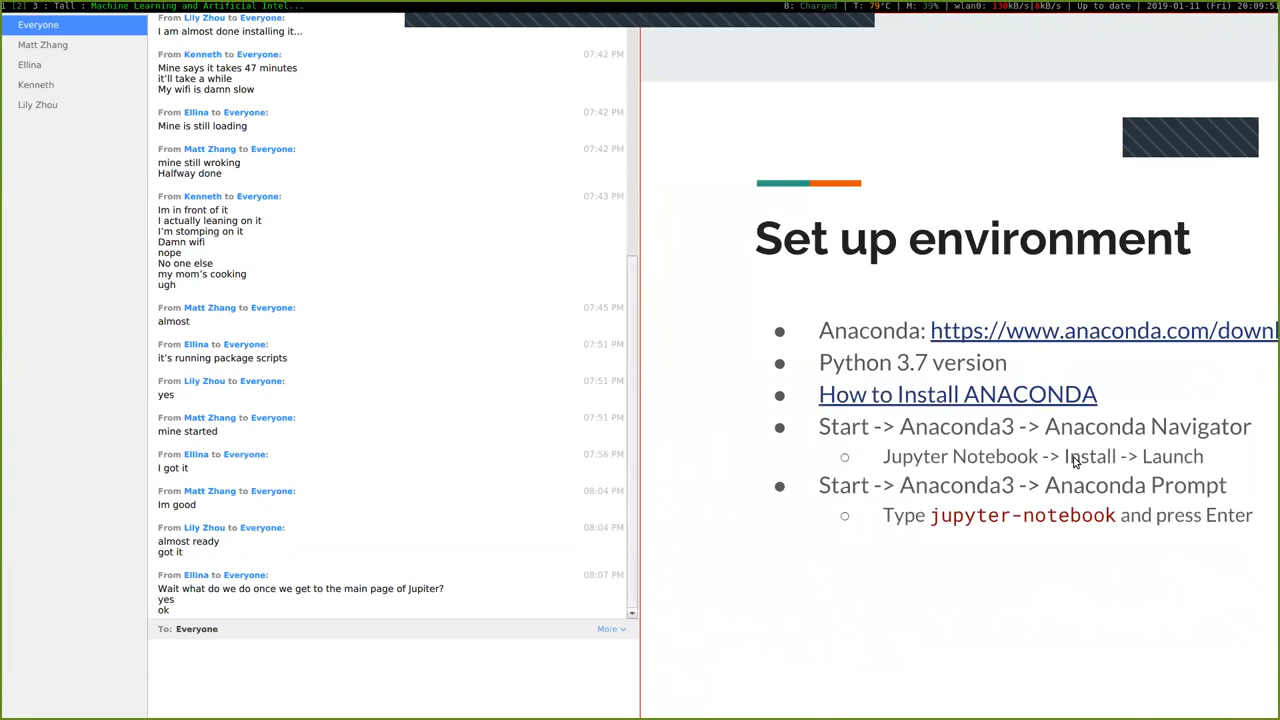 1 [2] 3 : Tall : Machine Learning and Artificial Intel...
B: Charged | T: 79°C | M: 39% | wlan0: 130kB/s|8kB/s | Up to date | 2019-01-11 (Fri) 20:09:51
Everyone
Matt Zhang
Ellina
Kenneth
Lily Zhou
From Lily Zhou to Everyone:
I am almost done installing it...
From Kenneth to Everyone: 07:42 PM
Mine says it takes 47 minutes
it'll take a while
My wifi is damn slow
From Ellina to Everyone: 07:42 PM
Mine is still loading
From Matt Zhang to Everyone: 07:42 PM
mine still wroking
Halfway done
From Kenneth to Everyone: 07:43 PM
Im in front of it
I actually leaning on it
I'm stomping on it
Damn wifi
nope
No one else
my mom's cooking
ugh
From Matt Zhang to Everyone: 07:45 PM
almost
From Ellina to Everyone: 07:51 PM
it's running package scripts
From Lily Zhou to Everyone: 07:51 PM
yes
From Matt Zhang to Everyone: 07:51 PM
mine started
From Ellina to Everyone: 07:56 PM
I got it
From Matt Zhang to Everyone: 08:04 PM
Im good
From Lily Zhou to Everyone: 08:04 PM
almost ready
got it
From Ellina to Everyone: 08:07 PM
Wait what do we do once we get to the main page of Jupiter?
yes
ok
To: Everyone
More
Set up environment
● Anaconda: https://www.anaconda.com/downl
● Python 3.7 version
● How to Install ANACONDA
● Start -> Anaconda3 -> Anaconda Navigator
○ Jupyter Notebook -> Install -> Launch
● Start -> Anaconda3 -> Anaconda Prompt
○ Type jupyter-notebook and press Enter